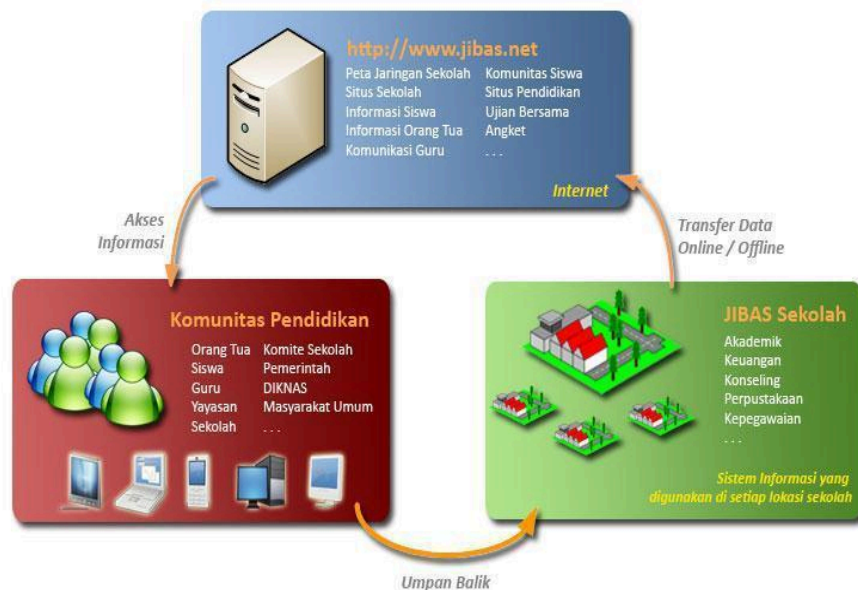 http://www.jibas.net
Peta Jaringan Sekolah
Situs Sekolah
Informasi Siswa
Informasi Orang Tua
Komunikasi Guru
Komunitas Siswa
Situs Pendidikan
Ujian Bersama
Angket
. . .
Internet
Akses
Informasi
Transfer Data
Online / Offline
Komunitas Pendidikan
Orang Tua
Siswa
Guru
Yayasan
Sekolah
Komite Sekolah
Pemerintah
DIKNAS
Masyarakat Umum
. . .
JIBAS Sekolah
Akademik
Keuangan
Konseling
Perpustakaan
Kepegawaian
. . .
Sistem Informasi yang
digunakan di setiap lokasi sekolah
Umpan Balik